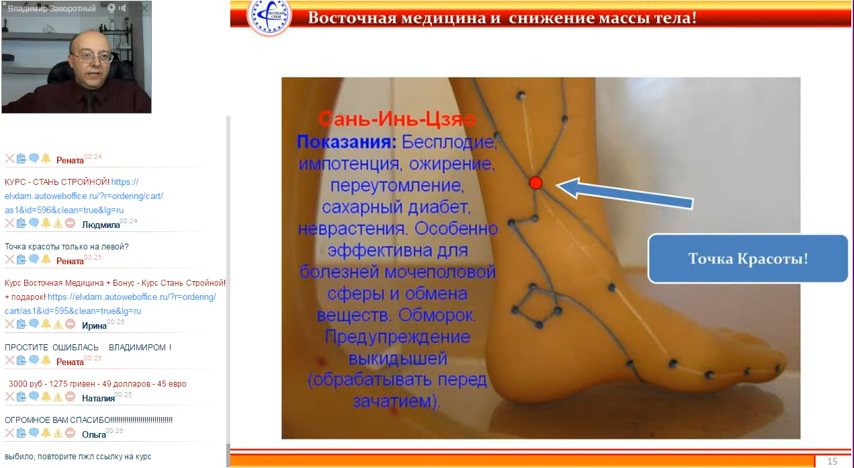 Владимир Заворотный
Рената 00:24
КУРС - СТАНЬ СТРОЙНОЙ! https://
elvdam.autoweboffice.ru/?r=ordering/cart/
as1&id=596&clean=true&lg=ru
Людмила 00:24
Точка красоты только на левой?
Рената 00:25
Курс Восточная Медицина + Бонус - Курс Стань Стройной!
+ подарок! https://elvdam.autoweboffice.ru/?r=ordering/
cart/as1&id=595&clean=true&lg=ru
Ирина 00:25
ПРОСТИТЕ ОШИБЛАСЬ ВЛАДИМИРОМ !
Рената 00:25
3000 руб - 1275 гривен - 49 долларов - 45 евро
Наталия 00:25
ОГРОМНОЕ ВАМ СПАСИБО!!!!!!!!!!!!!!!!!!!!!!!!!!!!!!
Ольга 00:26
выбило, повторите пжл ссылку на курс
Восточная медицина и снижение массы тела!
Сань-Инь-Цзяо
Показания: Бесплодие,
импотенция, ожирение,
переутомление,
сахарный диабет,
неврастения. Особенно
эффективна для
болезней мочеполовой
сферы и обмена
веществ. Обморок.
Предупреждение
выкидышей
(обрабатывать перед
зачатием).
Точка Красоты!
15